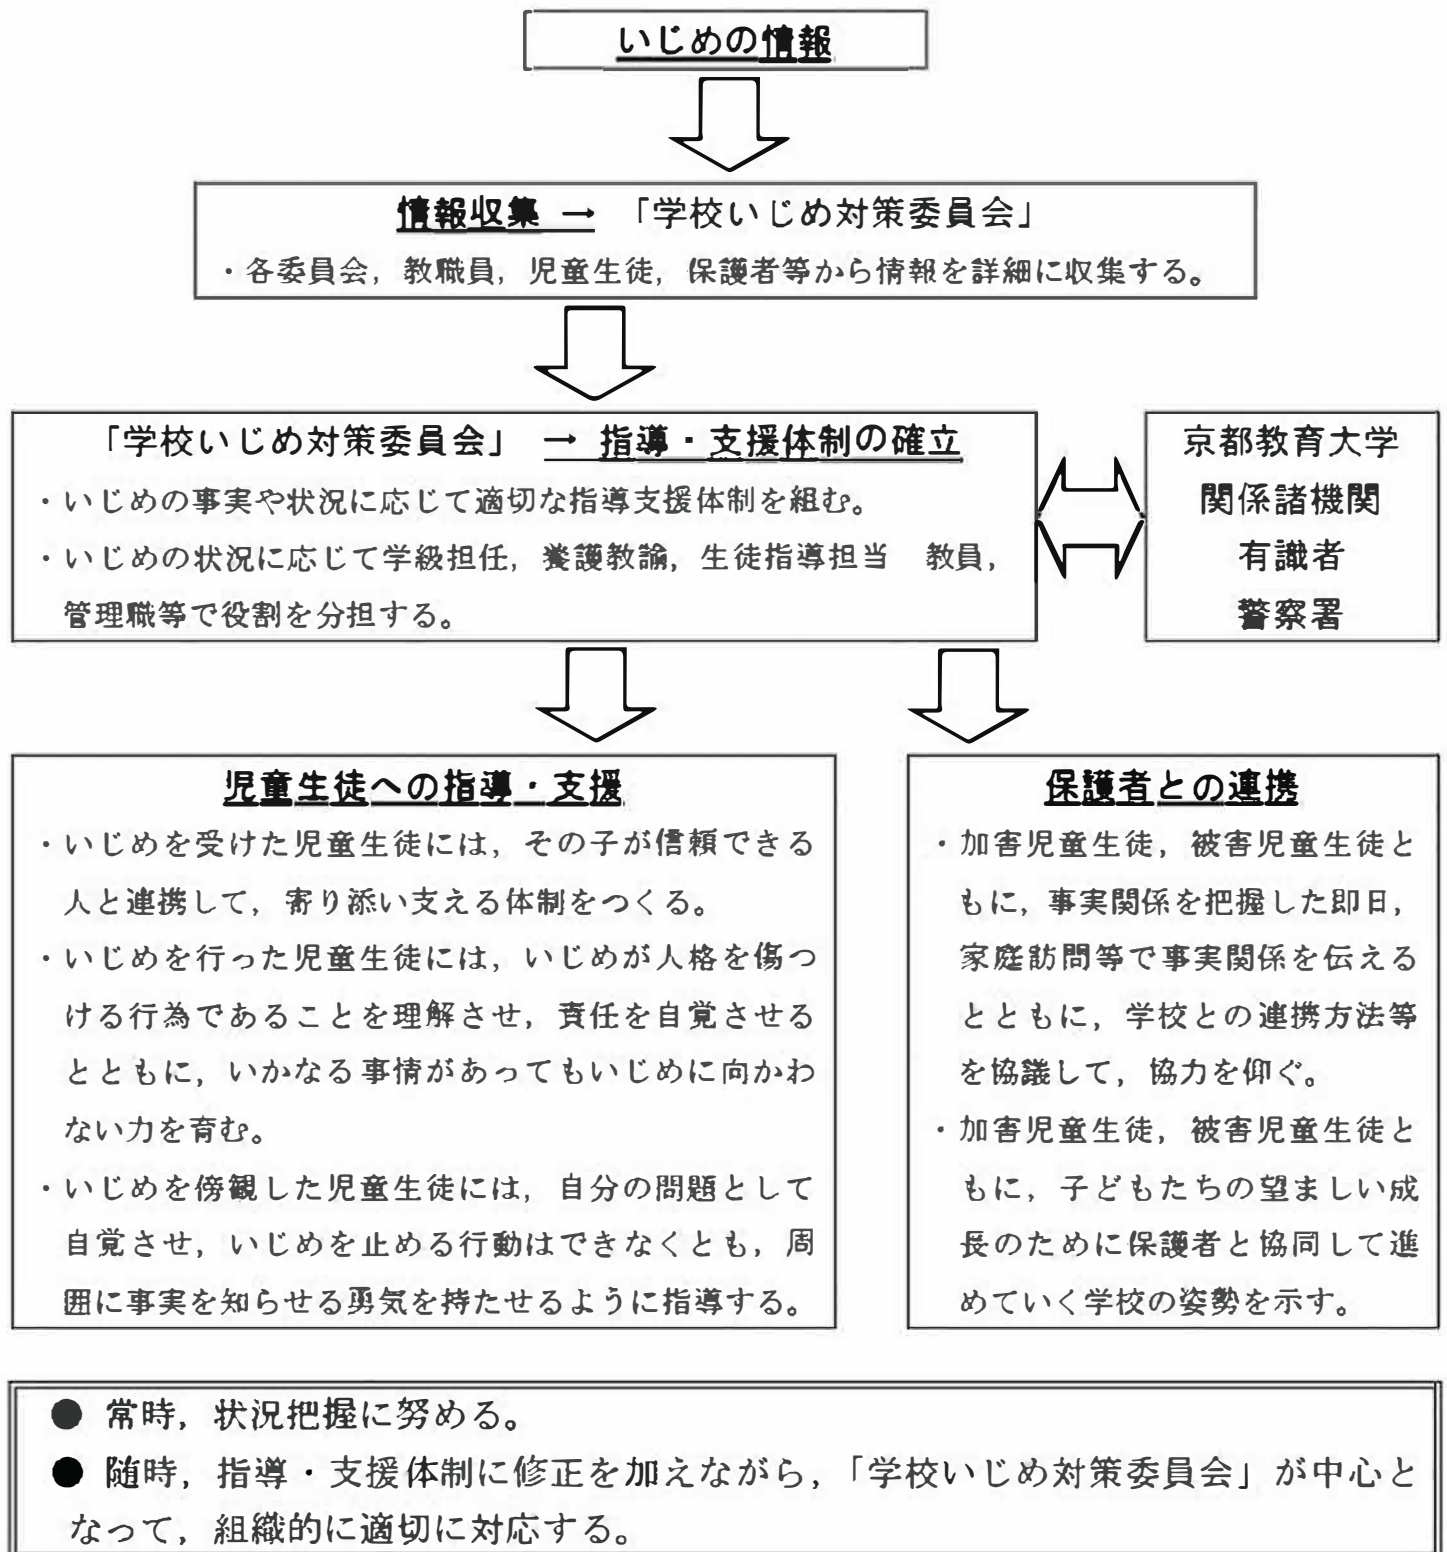 いじめの情報
情報収集 → 「学校いじめ対策委員会」
・各委員会，教職員，児童生徒，保護者等から情報を詳細に収集する。
「学校いじめ対策委員会」 → 指導・支援体制の確立
・いじめの事実や状況に応じて適切な指導支援体制を組む。
・いじめの状況に応じて学級担任，養護教諭，生徒指導担当　教員，
管理職等で役割を分担する。
京都教育大学
関係諸機関
有識者
警察署
児童生徒への指導・支援
・いじめを受けた児童生徒には，その子が信頼できる
人と連携して，寄り添い支える体制をつくる。
・いじめを行った児童生徒には，いじめが人格を傷つ
ける行為であることを理解させ，責任を自覚させる
とともに，いかなる事情があってもいじめに向かわ
ない力を育む。
・いじめを傍観した児童生徒には，自分の問題として
自覚させ，いじめを止める行動はできなくとも，周
囲に事実を知らせる勇気を持たせるように指導する。
保護者との連携
・加害児童生徒，被害児童生徒と
もに，事実関係を把握した即日，
家庭訪問等で事実関係を伝える
とともに，学校との連携方法等
を協議して，協力を仰ぐ。
・加害児童生徒，被害児童生徒と
もに，子どもたちの望ましい成
長のために保護者と協同して進
めていく学校の姿勢を示す。
● 常時，状況把握に努める。
● 随時，指導・支援体制に修正を加えながら，「学校いじめ対策委員会」が中心と
なって，組織的に適切に対応する。